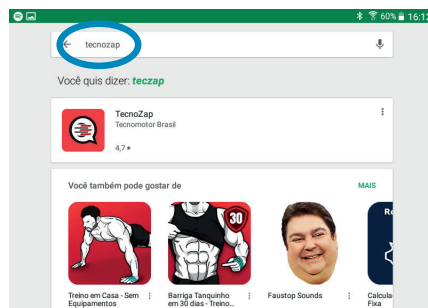 60% 16:12
tecnozap
Você quis dizer: teczap
TecnoZap
Tecnomotor Brasil
4,7★
Você também pode gostar de
MAIS
30
Re
Treino em Casa - Sem
Equipamentos
Barriga Tanquinho
em 30 dias - Treino...
Faustop Sounds
Calcula
Fixa